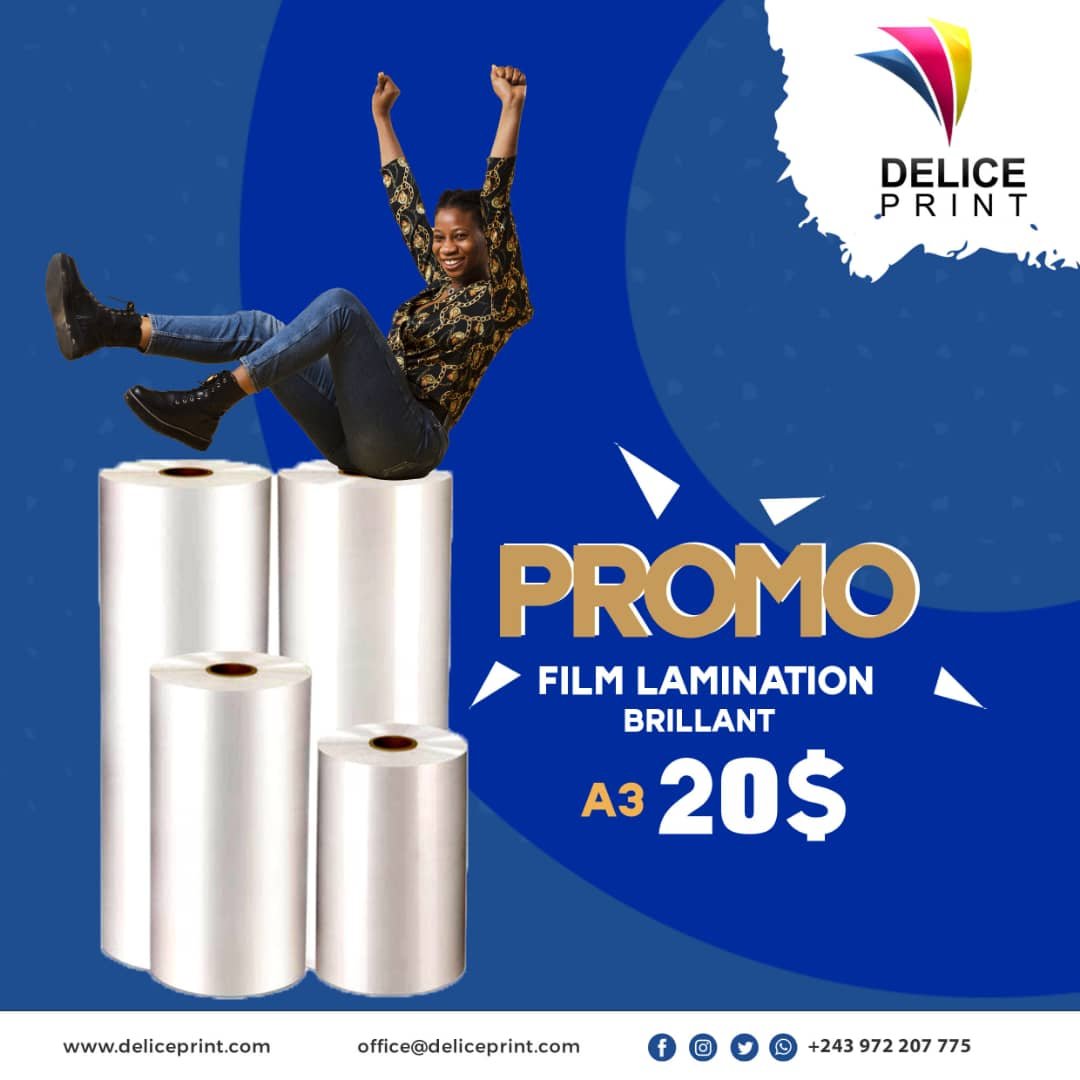 DELICE
PRINT
PROMO
FILM LAMINATION
BRILLANT
A3 20$
www.deliceprint.com office@deliceprint.com +243 972 207 775